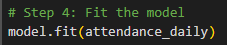 # Step 4: Fit the model
model.fit(attendance_daily)